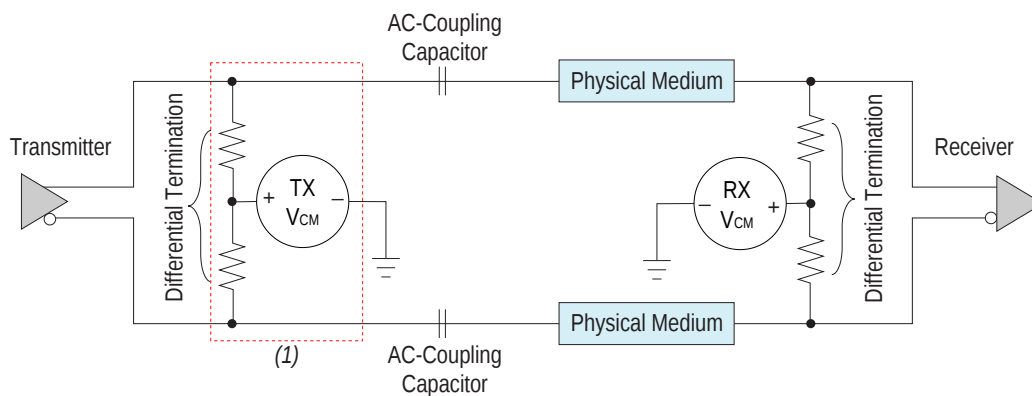 AC-Coupling
Capacitor
Physical Medium
Transmitter
Differential Termination
+ TX –
VCM
– RX +
VCM
Differential Termination
Receiver
Physical Medium
(1)
AC-Coupling
Capacitor